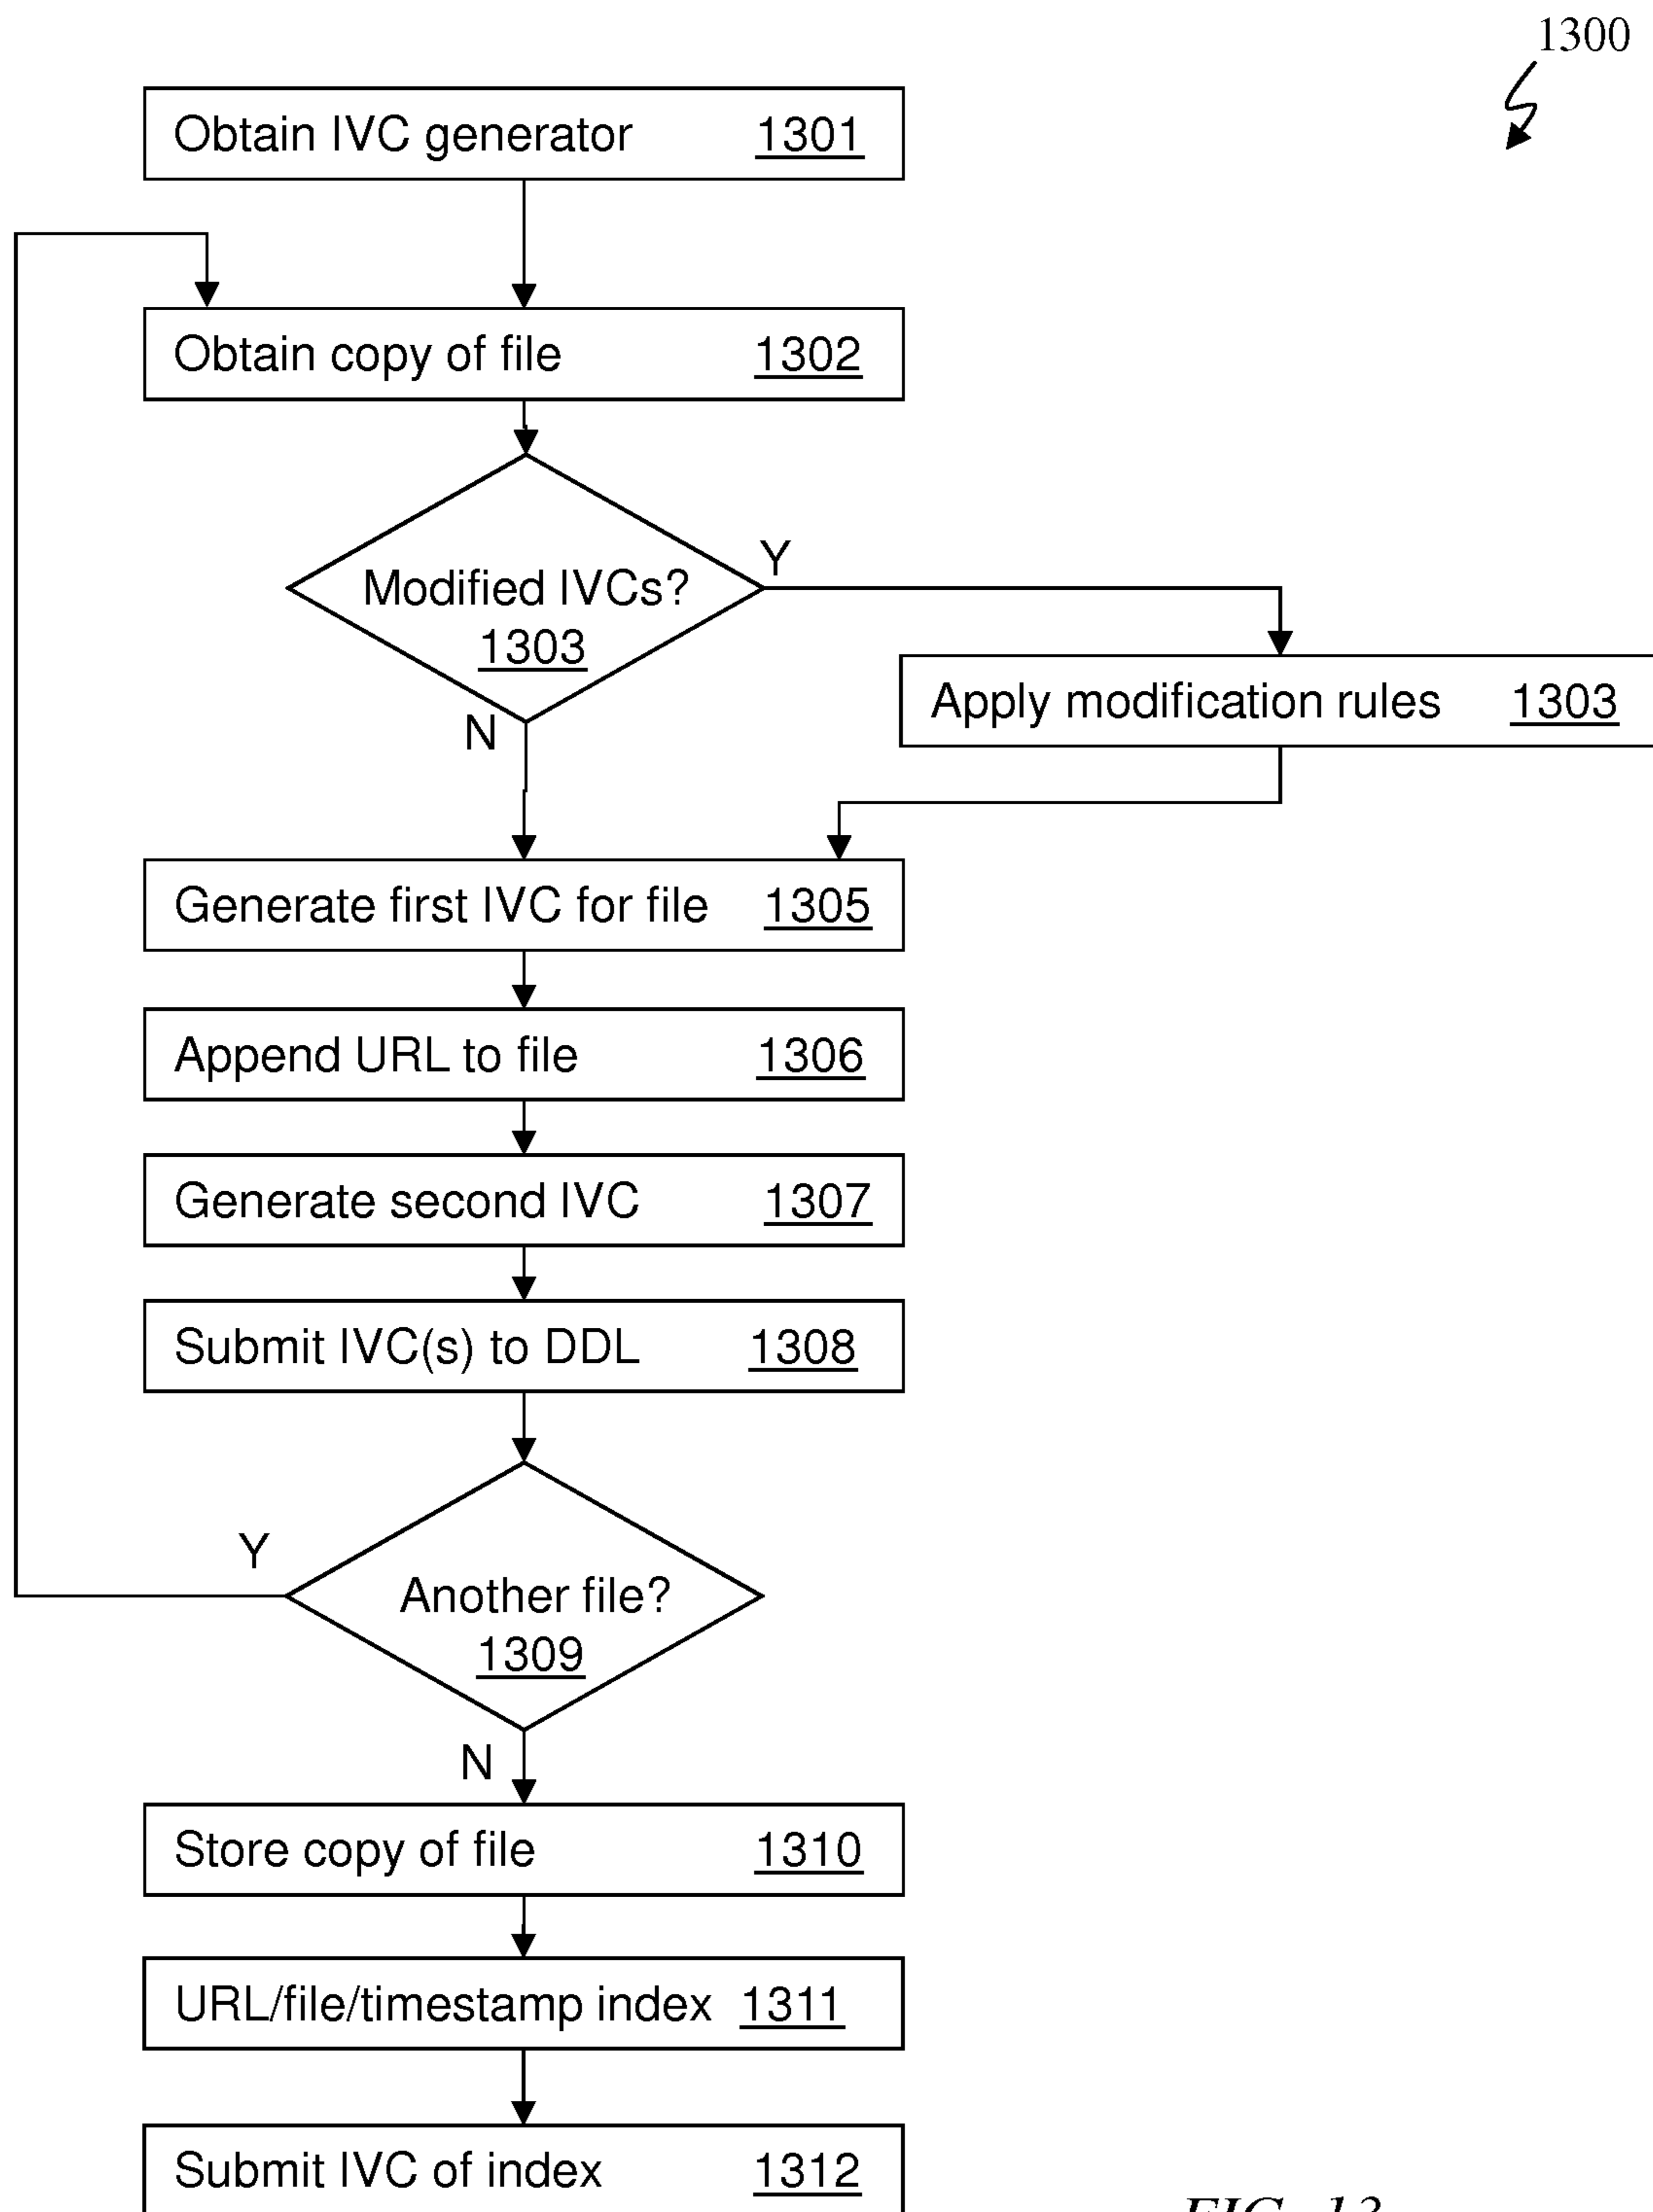 1300
Obtain IVC generator 1301
Obtain copy of file 1302
Y
Modified IVCs?
1303
Apply modification rules 1303
N
Generate first IVC for file 1305
Append URL to file 1306
Generate second IVC 1307
Submit IVC(s) to DDL 1308
Y
Another file?
1309
N
Store copy of file 1310
URL/file/timestamp index 1311
Submit IVC of index 1312
FIG. 13